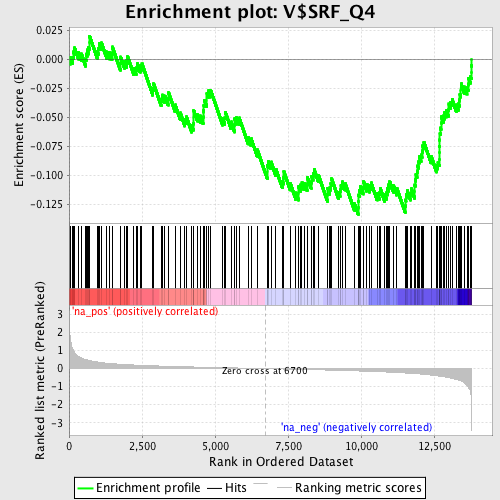 Enrichment plot: V$SRF_Q4
Enrichment score (ES)
0.025
0.000
-0.025
-0.050
-0.075
-0.100
-0.125
'na_pos' (positively correlated)
Ranked list metric (PreRanked)
3
2
1
0
-1
-2
-3
Zero cross at 6700
'na_neg' (negatively correlated)
0
2,500
5,000
7,500
10,000
12,500
Rank in Ordered Dataset
Enrichment profile
Hits
Ranking metric scores